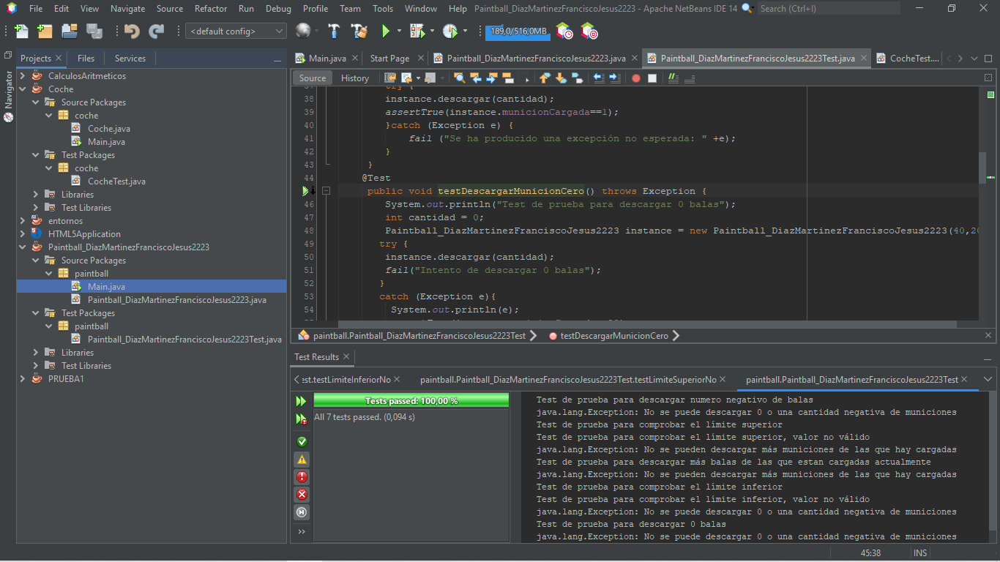 File Edit View Navigate Source Refactor Run Debug Profile Team Tools Window Help Paintball_DiazMartinezFranciscoJesus2223 - Apache NetBeans IDE 14 Search (Ctrl+I)
<default config> 189,0/516,0MB
Projects Files Services
Main.java Start Page Paintball_DiazMartinezFranciscoJesus2223.java Paintball_DiazMartinezFranciscoJesus2223Test.java CocheTest....
Source History
Navigator
CalculosAritmeticos
Coche
Source Packages
coche
Coche.java
Main.java
Test Packages
coche
CocheTest.java
Libraries
Test Libraries
entornos
HTML5Application
Paintball_DiazMartinezFranciscoJesus2223
Source Packages
paintball
Main.java
Paintball_DiazMartinezFranciscoJesus2223.java
Test Packages
paintball
Paintball_DiazMartinezFranciscoJesus2223Test.java
Libraries
Test Libraries
PRUEBA1
37 try {
38 instance.descargar(cantidad);
39 assertTrue(instance.municionCargada==1);
40 }catch (Exception e) {
41 fail ("Se ha producido una excepción no esperada: " +e);
42 }
43 }
44 @Test
public void testDescargarMunicionCero() throws Exception {
46 System.out.println("Test de prueba para descargar 0 balas");
47 int cantidad = 0;
48 Paintball_DiazMartinezFranciscoJesus2223 instance = new Paintball_DiazMartinezFranciscoJesus2223(40,20
49 try {
50 instance.descargar(cantidad);
51 fail("Intento de descargar 0 balas");
52 }
53 catch (Exception e){
54 System.out.println(e);
paintball.Paintball_DiazMartinezFranciscoJesus2223Test testDescargarMunicionCero
Test Results
est.testLimiteInferiorNo paintball.Paintball_DiazMartinezFranciscoJesus2223Test.testLimiteSuperiorNo paintball.Paintball_DiazMartinezFranciscoJesus2223Test
Tests passed: 100,00 %
All 7 tests passed. (0,094 s)
Test de prueba para descargar numero negativo de balas
java.lang.Exception: No se puede descargar 0 o una cantidad negativa de municiones
Test de prueba para comprobar el límite superior
Test de prueba para comprobar el límite superior, valor no válido
java.lang.Exception: No se pueden descargar más municiones de las que hay cargadas
Test de prueba para descargar más balas de las que estan cargadas actualmente
java.lang.Exception: No se pueden descargar más municiones de las que hay cargadas
Test de prueba para comprobar el límite inferior
Test de prueba para comprobar el límite inferior, valor no válido
java.lang.Exception: No se puede descargar 0 o una cantidad negativa de municiones
Test de prueba para descargar 0 balas
java.lang.Exception: No se puede descargar 0 o una cantidad negativa de municiones
45:38 INS